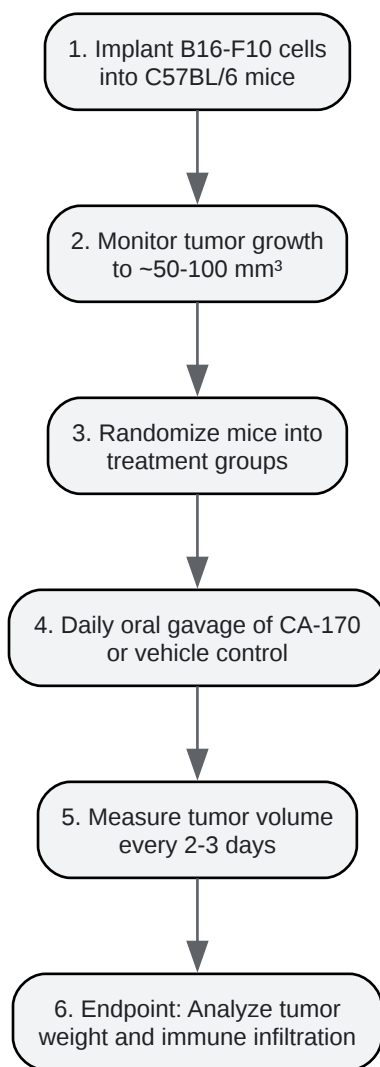 1. Implant B16-F10 cells
into C57BL/6 mice
2. Monitor tumor growth
to ~50-100 mm³
3. Randomize mice into
treatment groups
4. Daily oral gavage of CA-170
or vehicle control
5. Measure tumor volume
every 2-3 days
6. Endpoint: Analyze tumor
weight and immune infiltration